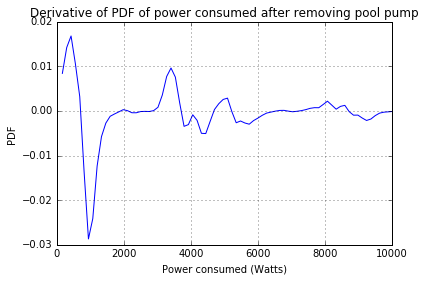 Derivative of PDF of power consumed after removing pool pump
0.02
0.01
0.00
−0.01
−0.02
−0.03
PDF
0 2000 4000 6000 8000 10000
Power consumed (Watts)